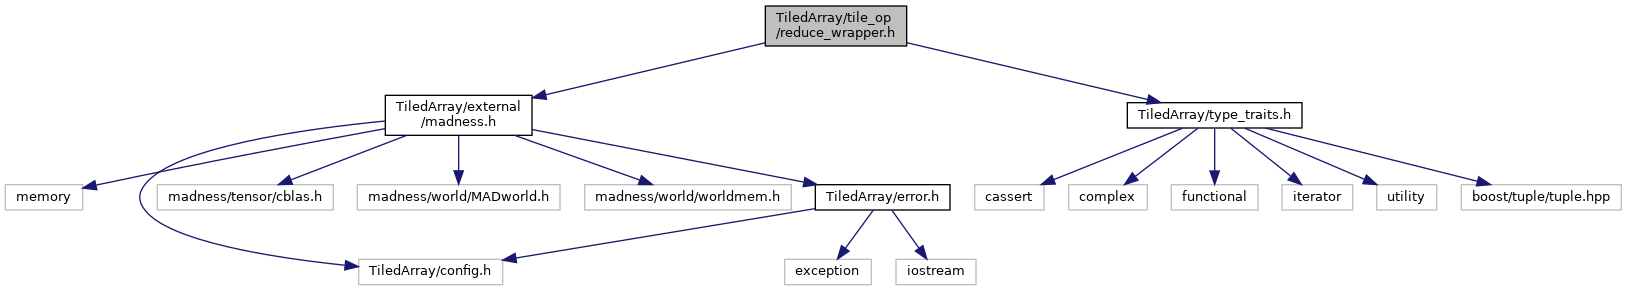 TiledArray/tile_op
/reduce_wrapper.h
TiledArray/external
/madness.h
TiledArray/type_traits.h
memory
madness/tensor/cblas.h
madness/world/MADworld.h
madness/world/worldmem.h
TiledArray/error.h
cassert
complex
functional
iterator
utility
boost/tuple/tuple.hpp
TiledArray/config.h
exception
iostream